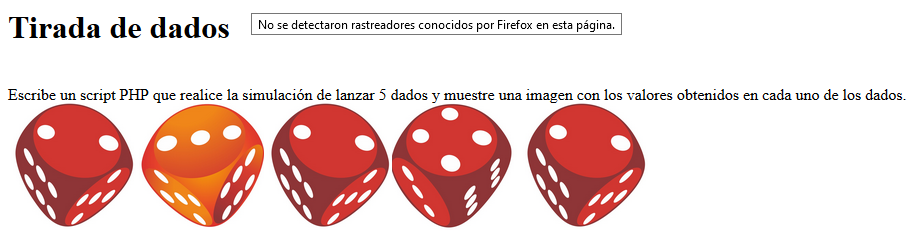 Tirada de dados
No se detectaron rastreadores conocidos por Firefox en esta página.
Escribe un script PHP que realice la simulación de lanzar 5 dados y muestre una imagen con los valores obtenidos en cada uno de los dados.